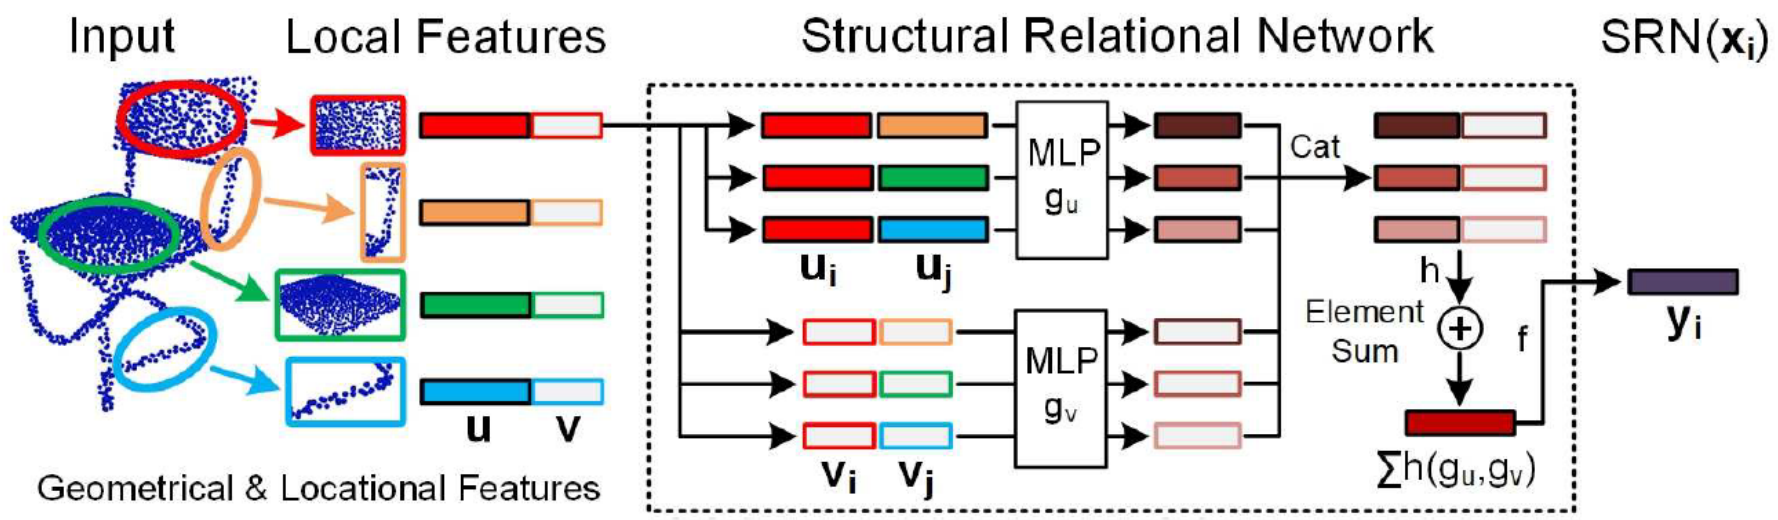 Input
Local Features
Structural Relational Network
SRN(xᵢ)
MLP
gᵤ
Cat
uᵢ uⱼ
h
Element
Sum
+
f
yᵢ
MLP
gᵥ
u v
vᵢ vⱼ
∑h(gᵤ,gᵥ)
Geometrical & Locational Features